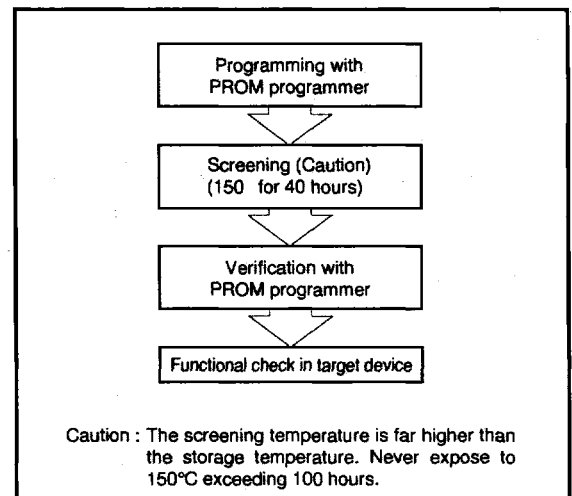 Programming with
PROM programmer
Screening (Caution)
(150 for 40 hours)
Verification with
PROM programmer
Functional check in target device
Caution : The screening temperature is far higher than
the storage temperature. Never expose to
150°C exceeding 100 hours.